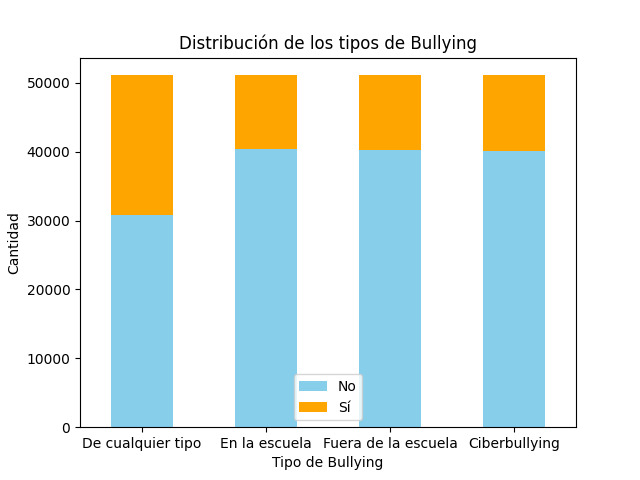 Distribución de los tipos de Bullying
50000
40000
30000
20000
10000
0
Cantidad
No
Sí
De cualquier tipo En la escuela Fuera de la escuela Ciberbullying
Tipo de Bullying